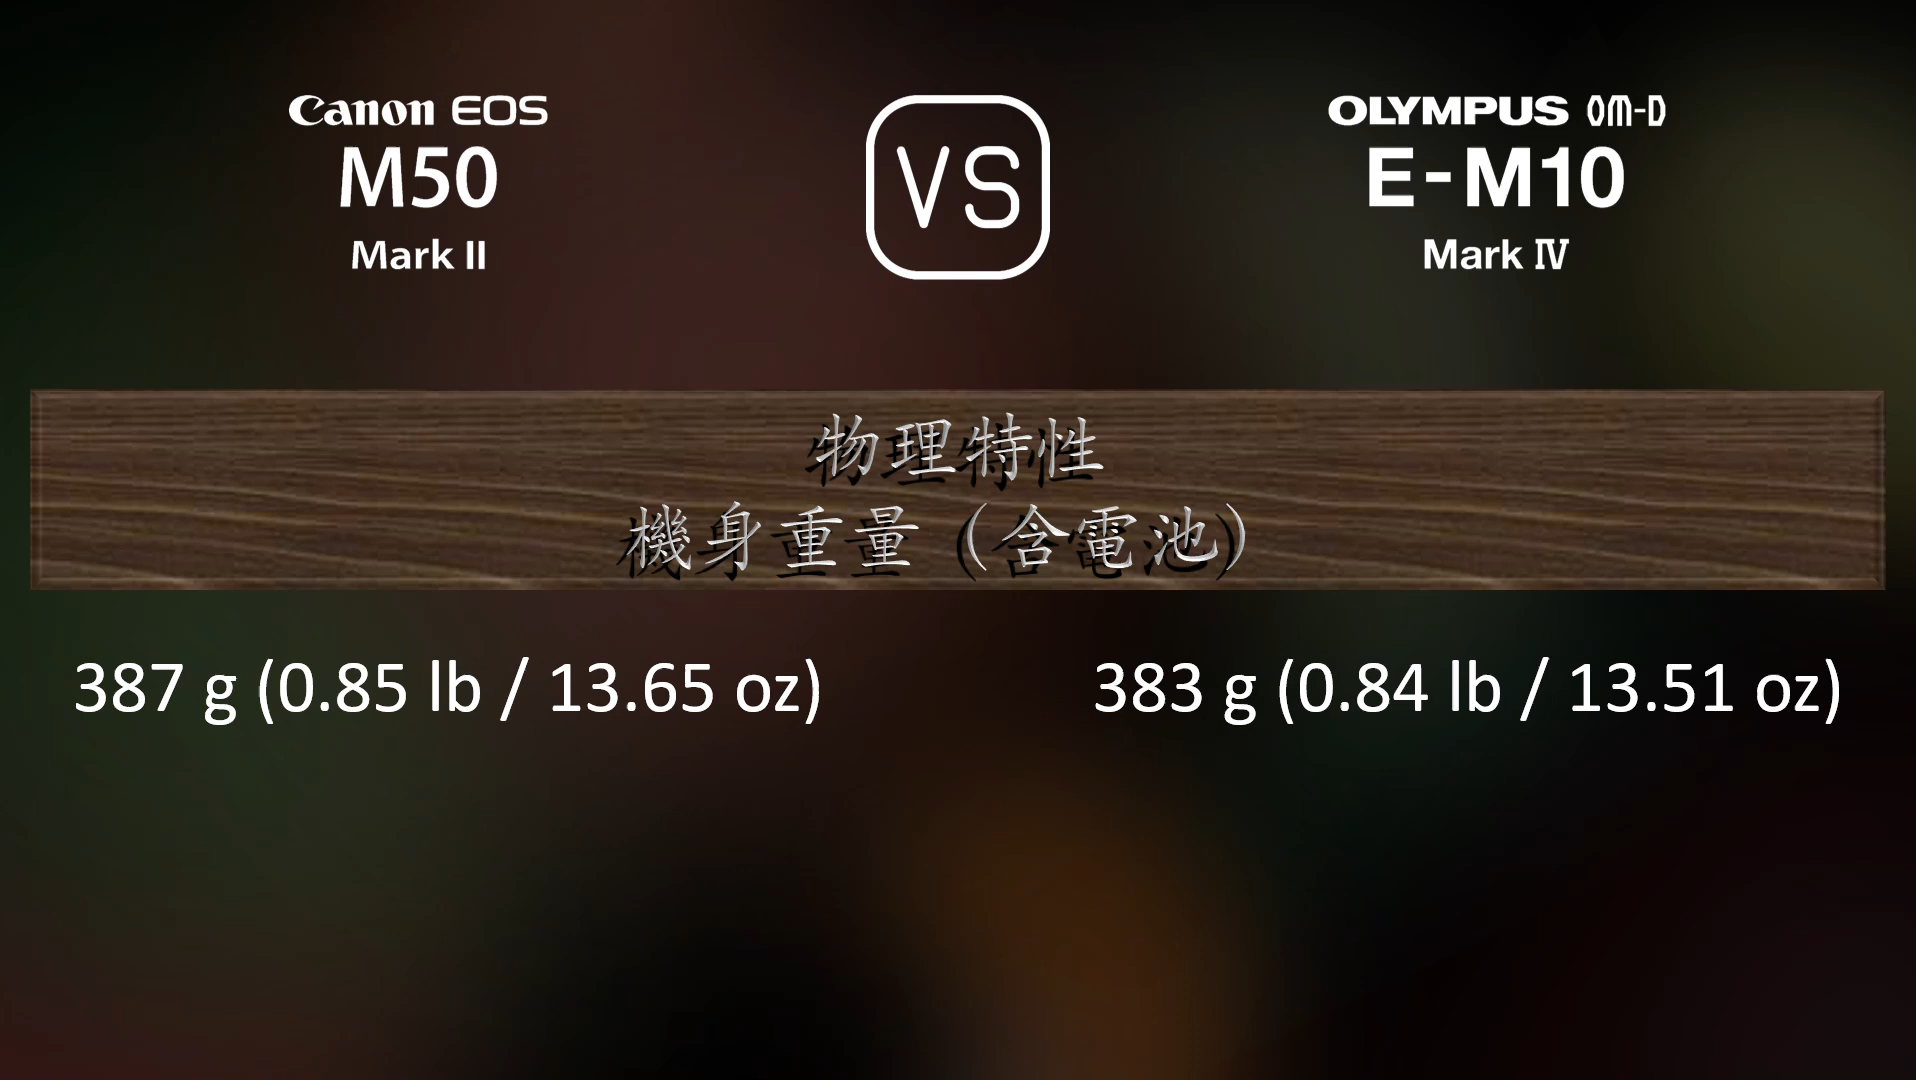 Canon EOS
M50
Mark II
VS
OLYMPUS OM-D
E-M10
Mark IV
物理特性
機身重量（含電池）
387 g (0.85 lb / 13.65 oz)
383 g (0.84 lb / 13.51 oz)